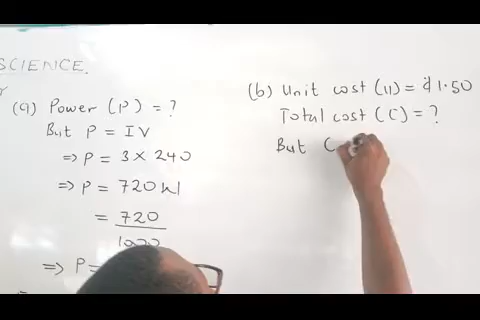 SCIENCE.
(a) Power (P) = ?
But P = IV
⇒ P = 3 × 240
⇒ P = 720 W
= 720
1000
⇒ P =
(b) Unit cost (U) = ₵1.50
Total cost (C) = ?
But C